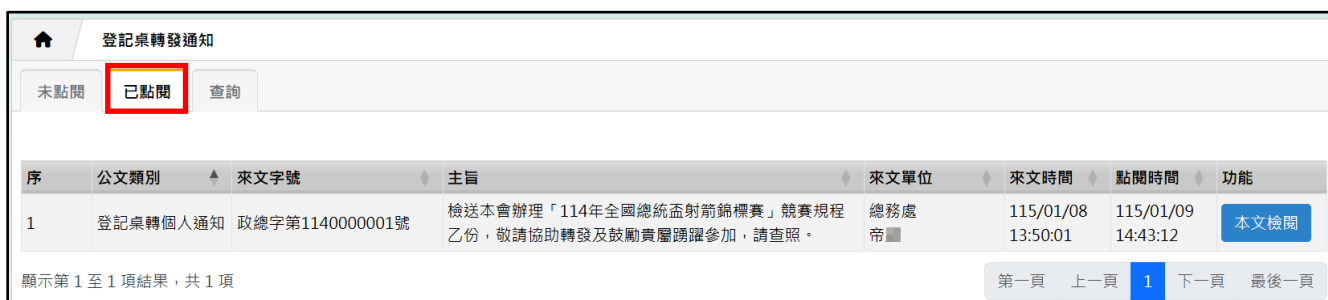 登記桌轉發通知
未點閱 已點閱 查詢
序 公文類別 來文字號 主旨 來文單位 來文時間 點閱時間 功能
1 登記桌轉個人通知 政總字第1140000001號 檢送本會辦理「114年全國總統盃射箭錦標賽」競賽規程 總務處 115/01/08 115/01/09 本文檢閱
乙份，敬請協助轉發及鼓勵貴屬踴躍參加，請查照。 帝 13:50:01 14:43:12
顯示第 1 至 1 項結果，共 1 項 第一頁 上一頁 1 下一頁 最後一頁